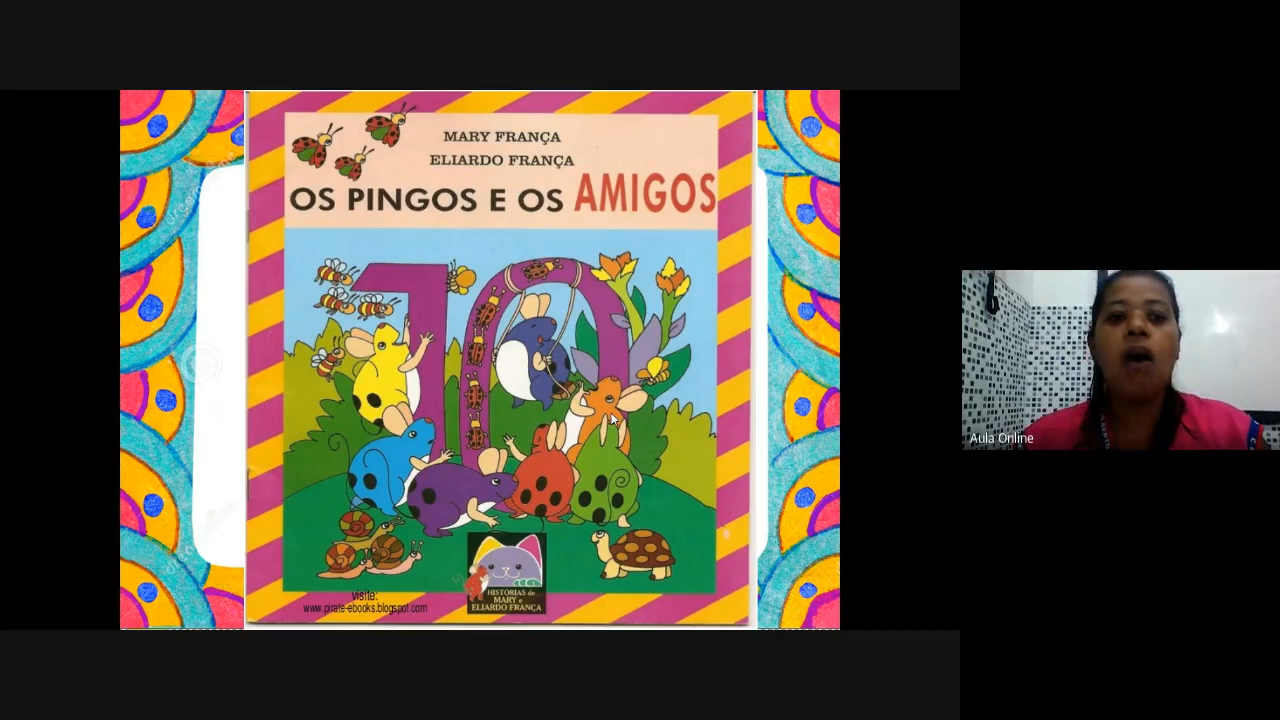 MARY FRANÇA
ELIARDO FRANÇA
OS PINGOS E OS AMIGOS
10
HISTÓRIAS de
MARY e
ELIARDO FRANÇA
visite:
www.pirate-ebooks.blogspot.com
Aula Online